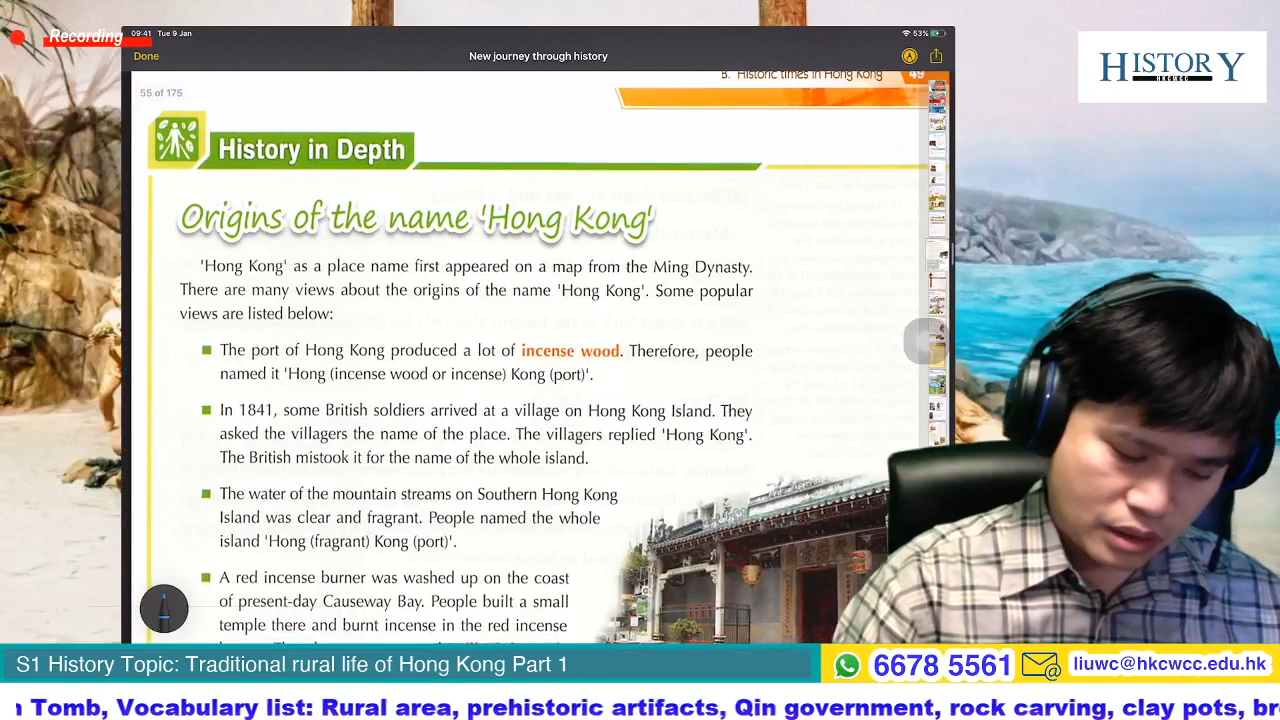 Recording
09:41 Tue 9 Jan
53%
Done
New journey through history
HISTORY
HKCWCC
B. Historic times in Hong Kong 49
55 of 175
History in Depth
Origins of the name 'Hong Kong'
'Hong Kong' as a place name first appeared on a map from the Ming Dynasty.
There are many views about the origins of the name 'Hong Kong'. Some popular
views are listed below:
The port of Hong Kong produced a lot of incense wood. Therefore, people
named it 'Hong (incense wood or incense) Kong (port)'.
In 1841, some British soldiers arrived at a village on Hong Kong Island. They
asked the villagers the name of the place. The villagers replied 'Hong Kong'.
The British mistook it for the name of the whole island.
The water of the mountain streams on Southern Hong Kong
Island was clear and fragrant. People named the whole
island 'Hong (fragrant) Kong (port)'.
A red incense burner was washed up on the coast
of present-day Causeway Bay. People built a small
temple there and burnt incense in the red incense
S1 History Topic: Traditional rural life of Hong Kong Part 1
6678 5561
liuwc@hkcwcc.edu.hk
Tomb, Vocabulary list: Rural area, prehistoric artifacts, Qin government, rock carving, clay pots, br